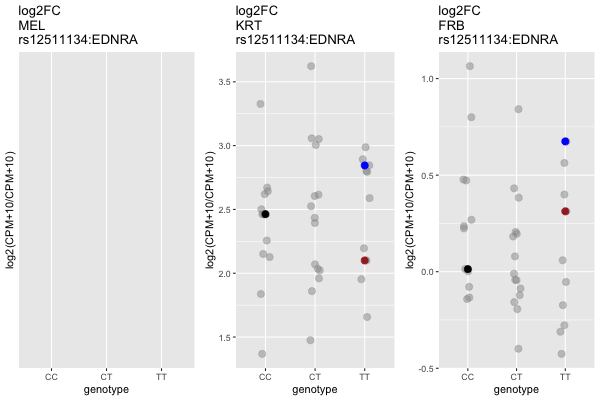 log2FC
MEL
rs12511134:EDNRA
log2(CPM+10/CPM+10)
CC CT TT
genotype
log2FC
KRT
rs12511134:EDNRA
log2(CPM+10/CPM+10)
3.5
3.0
2.5
2.0
1.5
CC CT TT
genotype
log2FC
FRB
rs12511134:EDNRA
log2(CPM+10/CPM+10)
1.0
0.5
0.0
-0.5
CC CT TT
genotype